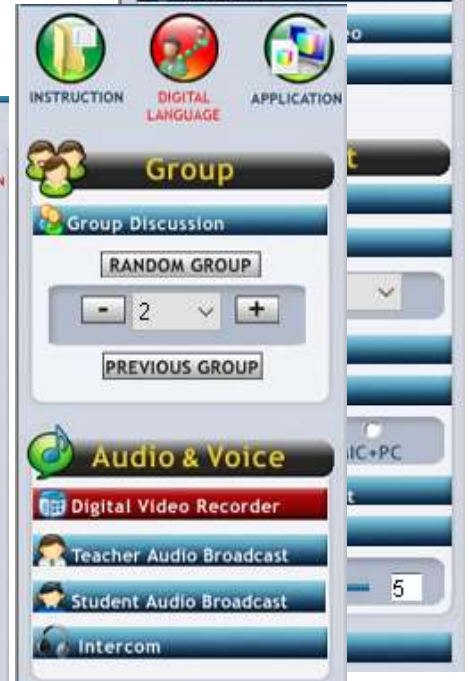 INSTRUCTION
DIGITAL
LANGUAGE
APPLICATION
Group
Group Discussion
RANDOM GROUP
- 2 +
PREVIOUS GROUP
Audio & Voice
Digital Video Recorder
Teacher Audio Broadcast
Student Audio Broadcast
Intercom
eo
t
IC+PC
t
5
N